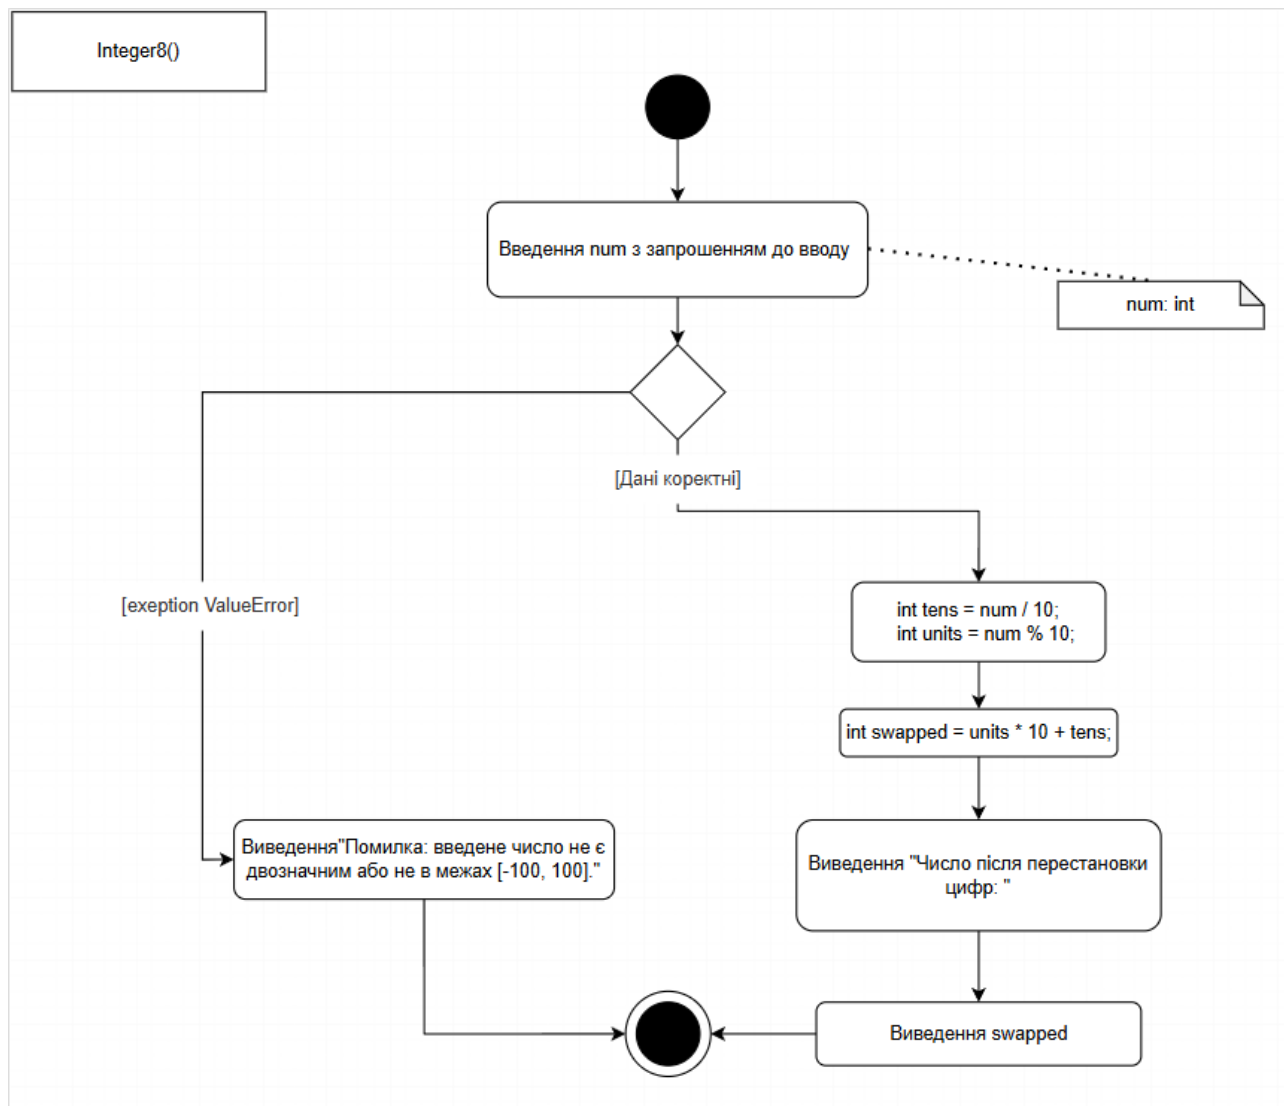 Integer8()
Введення num з запрошенням до вводу
num: int
[Дані коректні]
[exeption ValueError]
int tens = num / 10;
int units = num % 10;
int swapped = units * 10 + tens;
Виведення"Помилка: введене число не є
двозначним або не в межах [-100, 100]."
Виведення "Число після перестановки
цифр: "
Виведення swapped